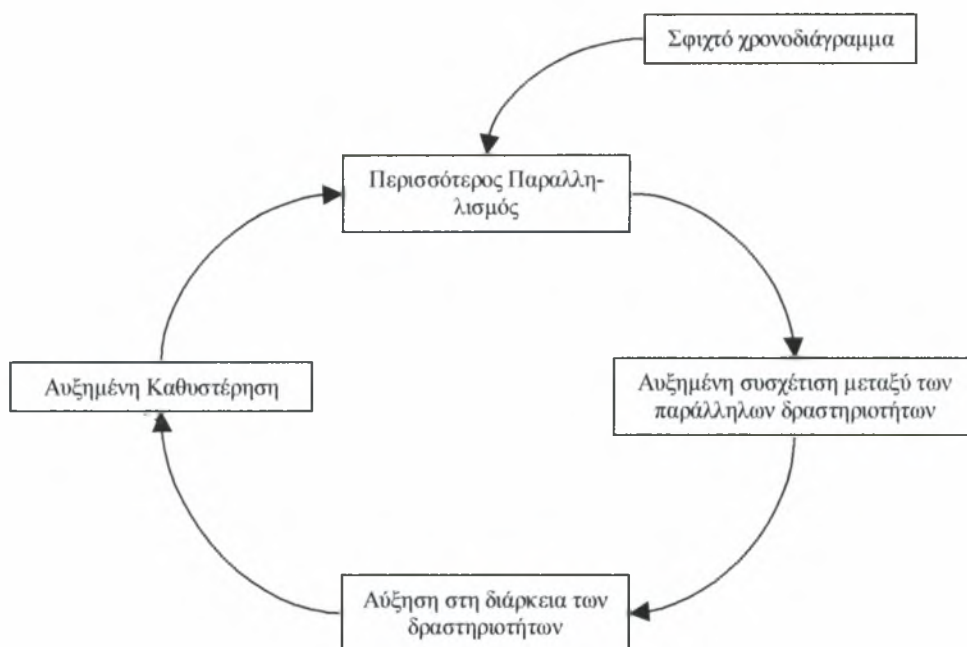 Σφιχτό χρονοδιάγραμμα
Περισσότερος Παραλλη-
λισμός
Αυξημένη Καθυστέρηση
Αυξημένη συσχέτιση μεταξύ των
παράλληλων δραστηριοτήτων
Αύξηση στη διάρκεια των
δραστηριοτήτων